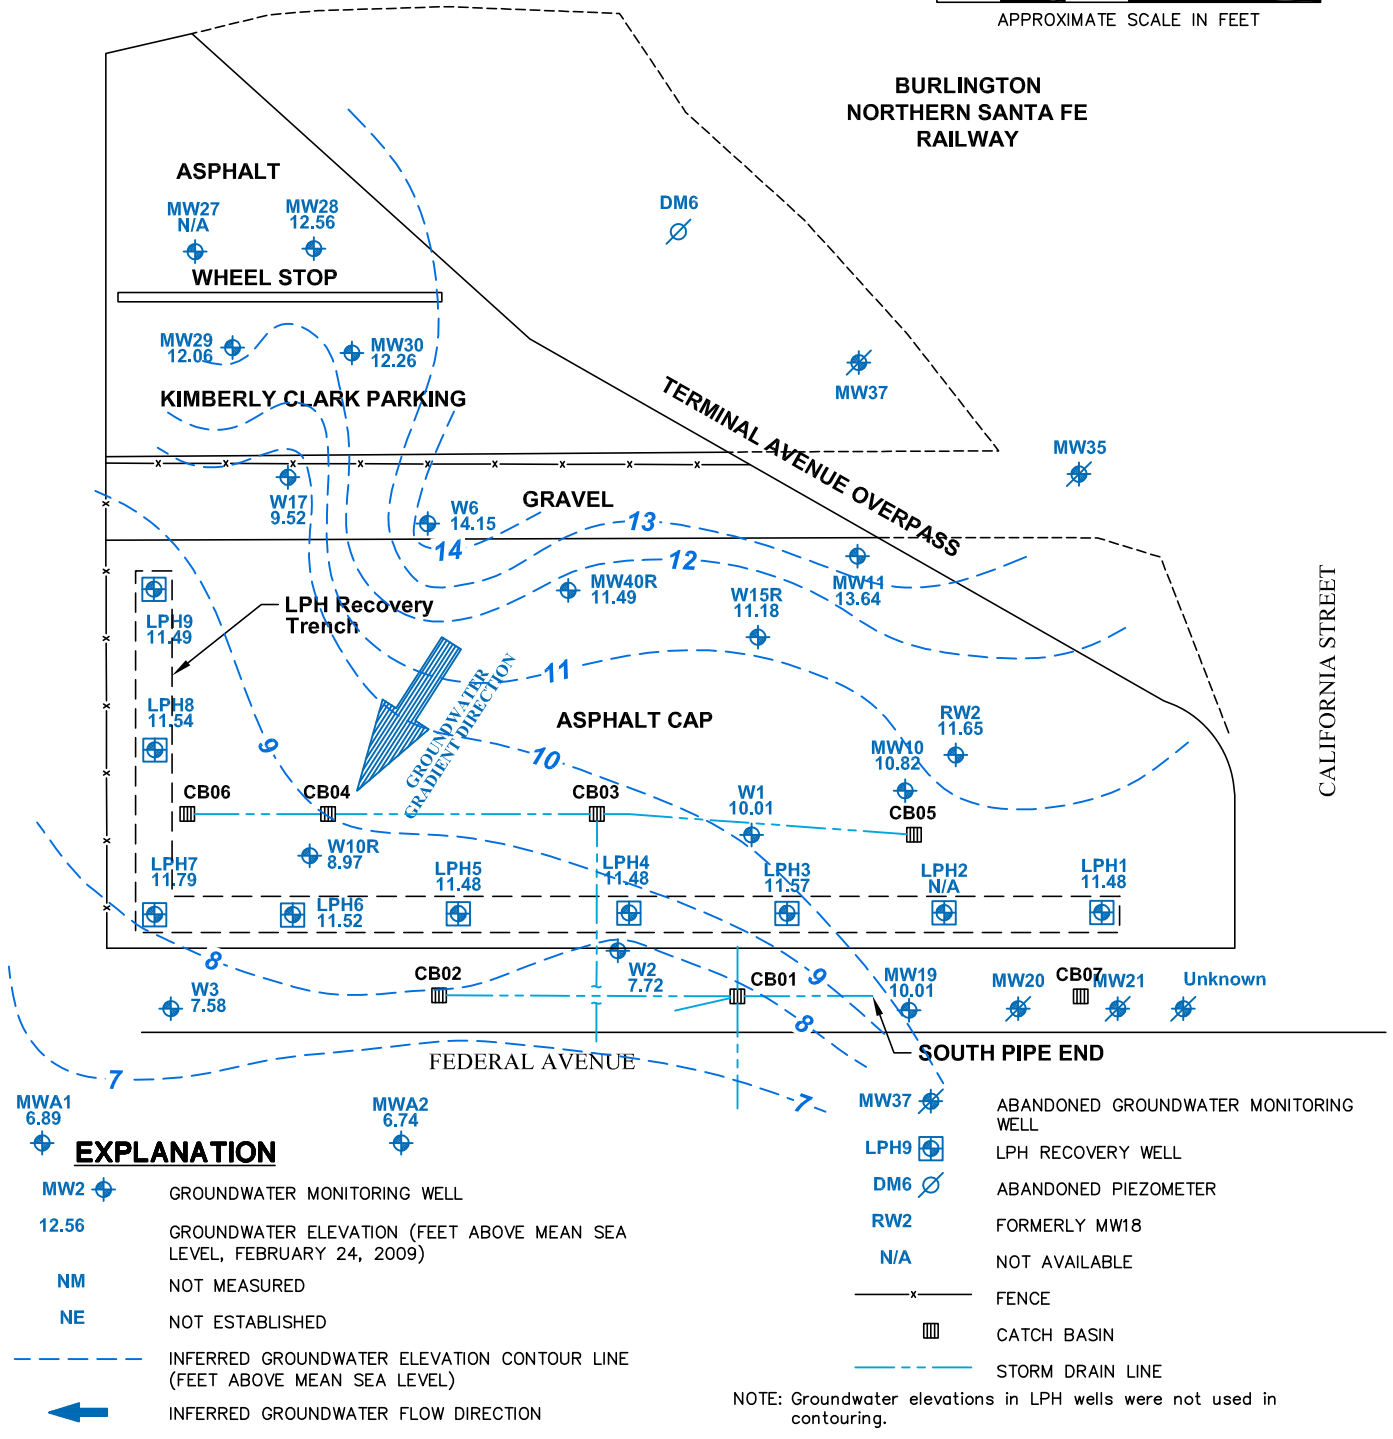 APPROXIMATE SCALE IN FEET
BURLINGTON
NORTHERN SANTA FE
RAILWAY
ASPHALT
MW27
N/A
MW28
12.56
DM6
WHEEL STOP
MW29
12.06
MW30
12.26
MW37
KIMBERLY CLARK PARKING
TERMINAL AVENUE OVERPASS
MW35
W17
9.52
W6
14.15
GRAVEL
14
13
12
MW11
13.64
MW40R
11.49
W15R
11.18
CALIFORNIA STREET
LPH9
11.49
LPH Recovery
Trench
11
GROUNDWATER
GRADIENT DIRECTION
ASPHALT CAP
LPH8
11.54
9
10
RW2
11.65
MW10
10.82
CB06
CB04
CB03
W1
10.01
CB05
W10R
8.97
LPH7
11.79
LPH6
11.52
LPH5
11.48
LPH4
11.48
LPH3
11.57
LPH2
N/A
LPH1
11.48
8
W3
7.58
CB02
W2
7.72
CB01
9
8
MW19
10.01
MW20
CB07
MW21
Unknown
7
FEDERAL AVENUE
SOUTH PIPE END
7
MWA1
6.89
MWA2
6.74
EXPLANATION
MW2
GROUNDWATER MONITORING WELL
12.56
GROUNDWATER ELEVATION (FEET ABOVE MEAN SEA
LEVEL, FEBRUARY 24, 2009)
NM
NOT MEASURED
NE
NOT ESTABLISHED
INFERRED GROUNDWATER ELEVATION CONTOUR LINE
(FEET ABOVE MEAN SEA LEVEL)
INFERRED GROUNDWATER FLOW DIRECTION
MW37
ABANDONED GROUNDWATER MONITORING
WELL
LPH9
LPH RECOVERY WELL
DM6
ABANDONED PIEZOMETER
RW2
FORMERLY MW18
N/A
NOT AVAILABLE
x
FENCE
CATCH BASIN
STORM DRAIN LINE
NOTE: Groundwater elevations in LPH wells were not used in
contouring.